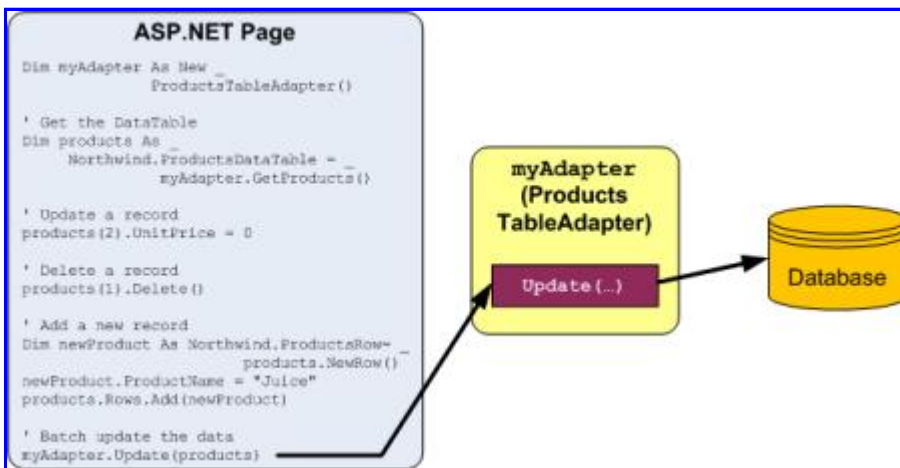 ASP.NET Page
Dim myAdapter As New _
ProductsTableAdapter()
' Get the DataTable
Dim products As _
Northwind.ProductsDataTable = _
myAdapter.GetProducts()
' Update a record
products(2).UnitPrice = 0
' Delete a record
products(1).Delete()
' Add a new record
Dim newProduct As Northwind.ProductsRow= _
products.NewRow()
newProduct.ProductName = "Juice"
products.Rows.Add(newProduct)
' Batch update the data
myAdapter.Update(products)
myAdapter
(Products
TableAdapter)
Update(…)
Database